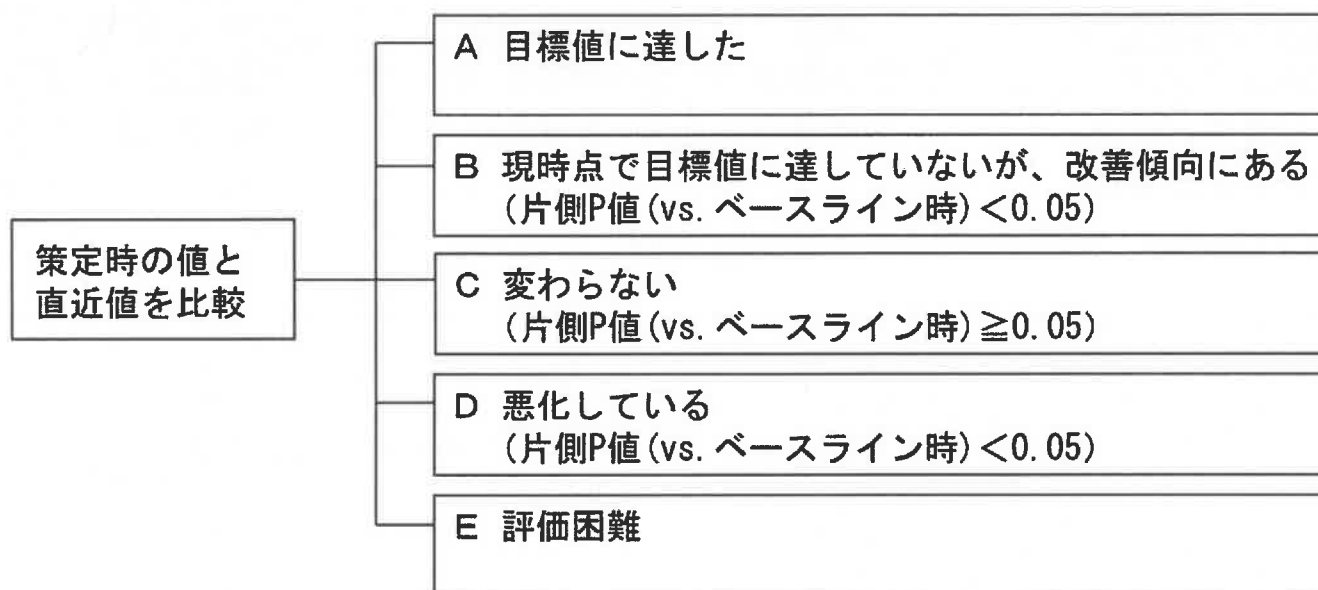 策定時の値と
直近値を比較
A 目標値に達した
B 現時点で目標値に達していないが、改善傾向にある
(片側P値(vs. ベースライン時)<0.05)
C 変わらない
(片側P値(vs. ベースライン時)≧0.05)
D 悪化している
(片側P値(vs. ベースライン時)<0.05)
E 評価困難